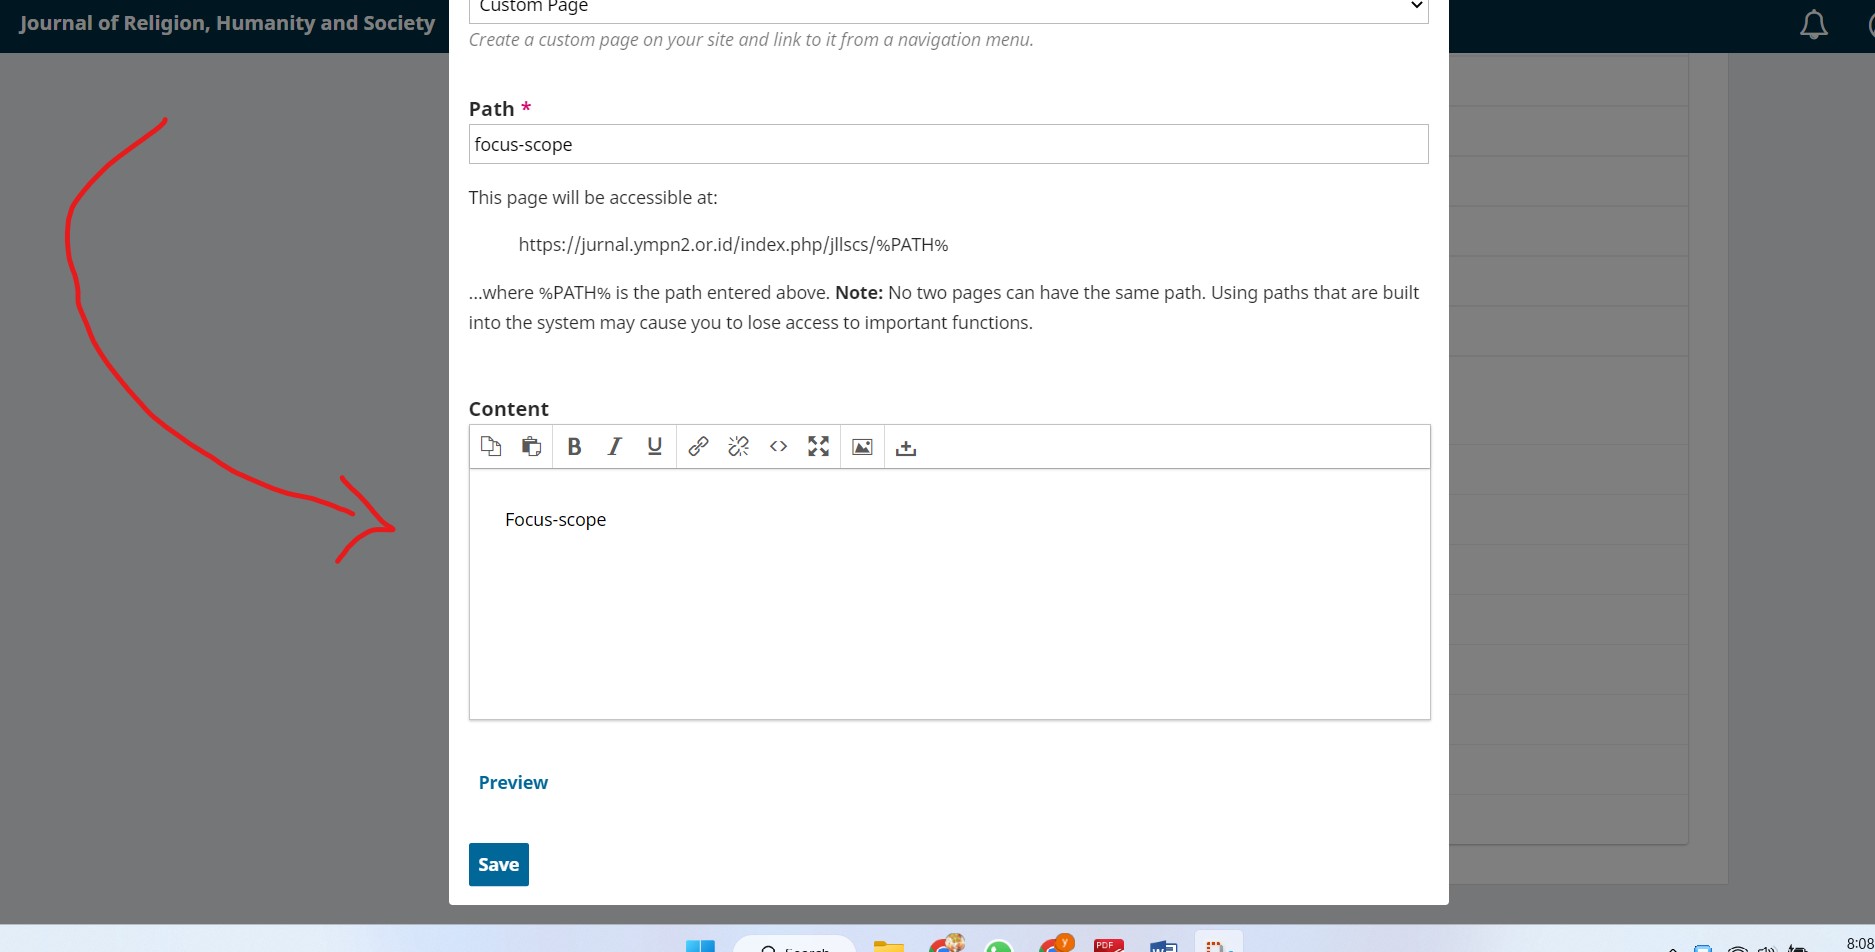 Journal of Religion, Humanity and Society
Custom Page
Create a custom page on your site and link to it from a navigation menu.
Path *
focus-scope
This page will be accessible at:
https://jurnal.ympn2.or.id/index.php/jllscs/%PATH%
...where %PATH% is the path entered above. Note: No two pages can have the same path. Using paths that are built
into the system may cause you to lose access to important functions.
Content
B I U
Focus-scope
Preview
Save
Search
y
PDF
8:08